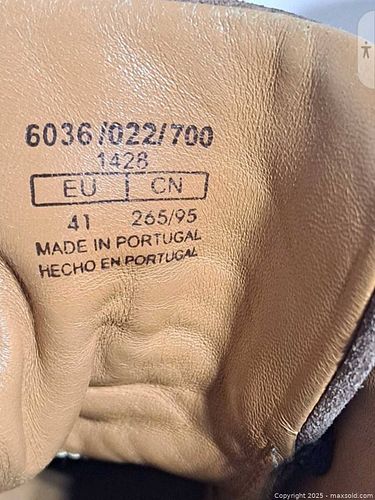 6036/022/700
1428
EU CN
41 265/95
MADE IN PORTUGAL
HECHO EN PORTUGAL
Copyright © 2025 - maxsold.com